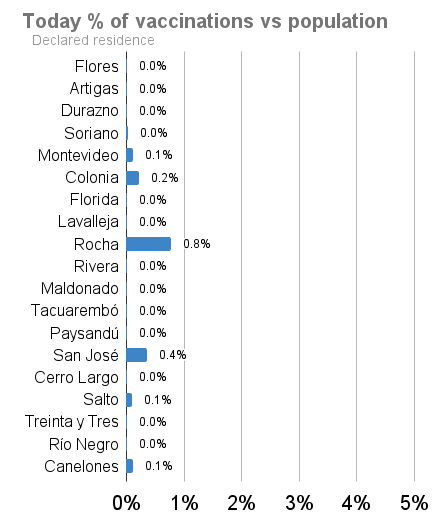 Today % of vaccinations vs population
Declared residence
Flores 0.0%
Artigas 0.0%
Durazno 0.0%
Soriano 0.0%
Montevideo 0.1%
Colonia 0.2%
Florida 0.0%
Lavalleja 0.0%
Rocha 0.8%
Rivera 0.0%
Maldonado 0.0%
Tacuarembó 0.0%
Paysandú 0.0%
San José 0.4%
Cerro Largo 0.0%
Salto 0.1%
Treinta y Tres 0.0%
Río Negro 0.0%
Canelones 0.1%
0% 1% 2% 3% 4% 5%